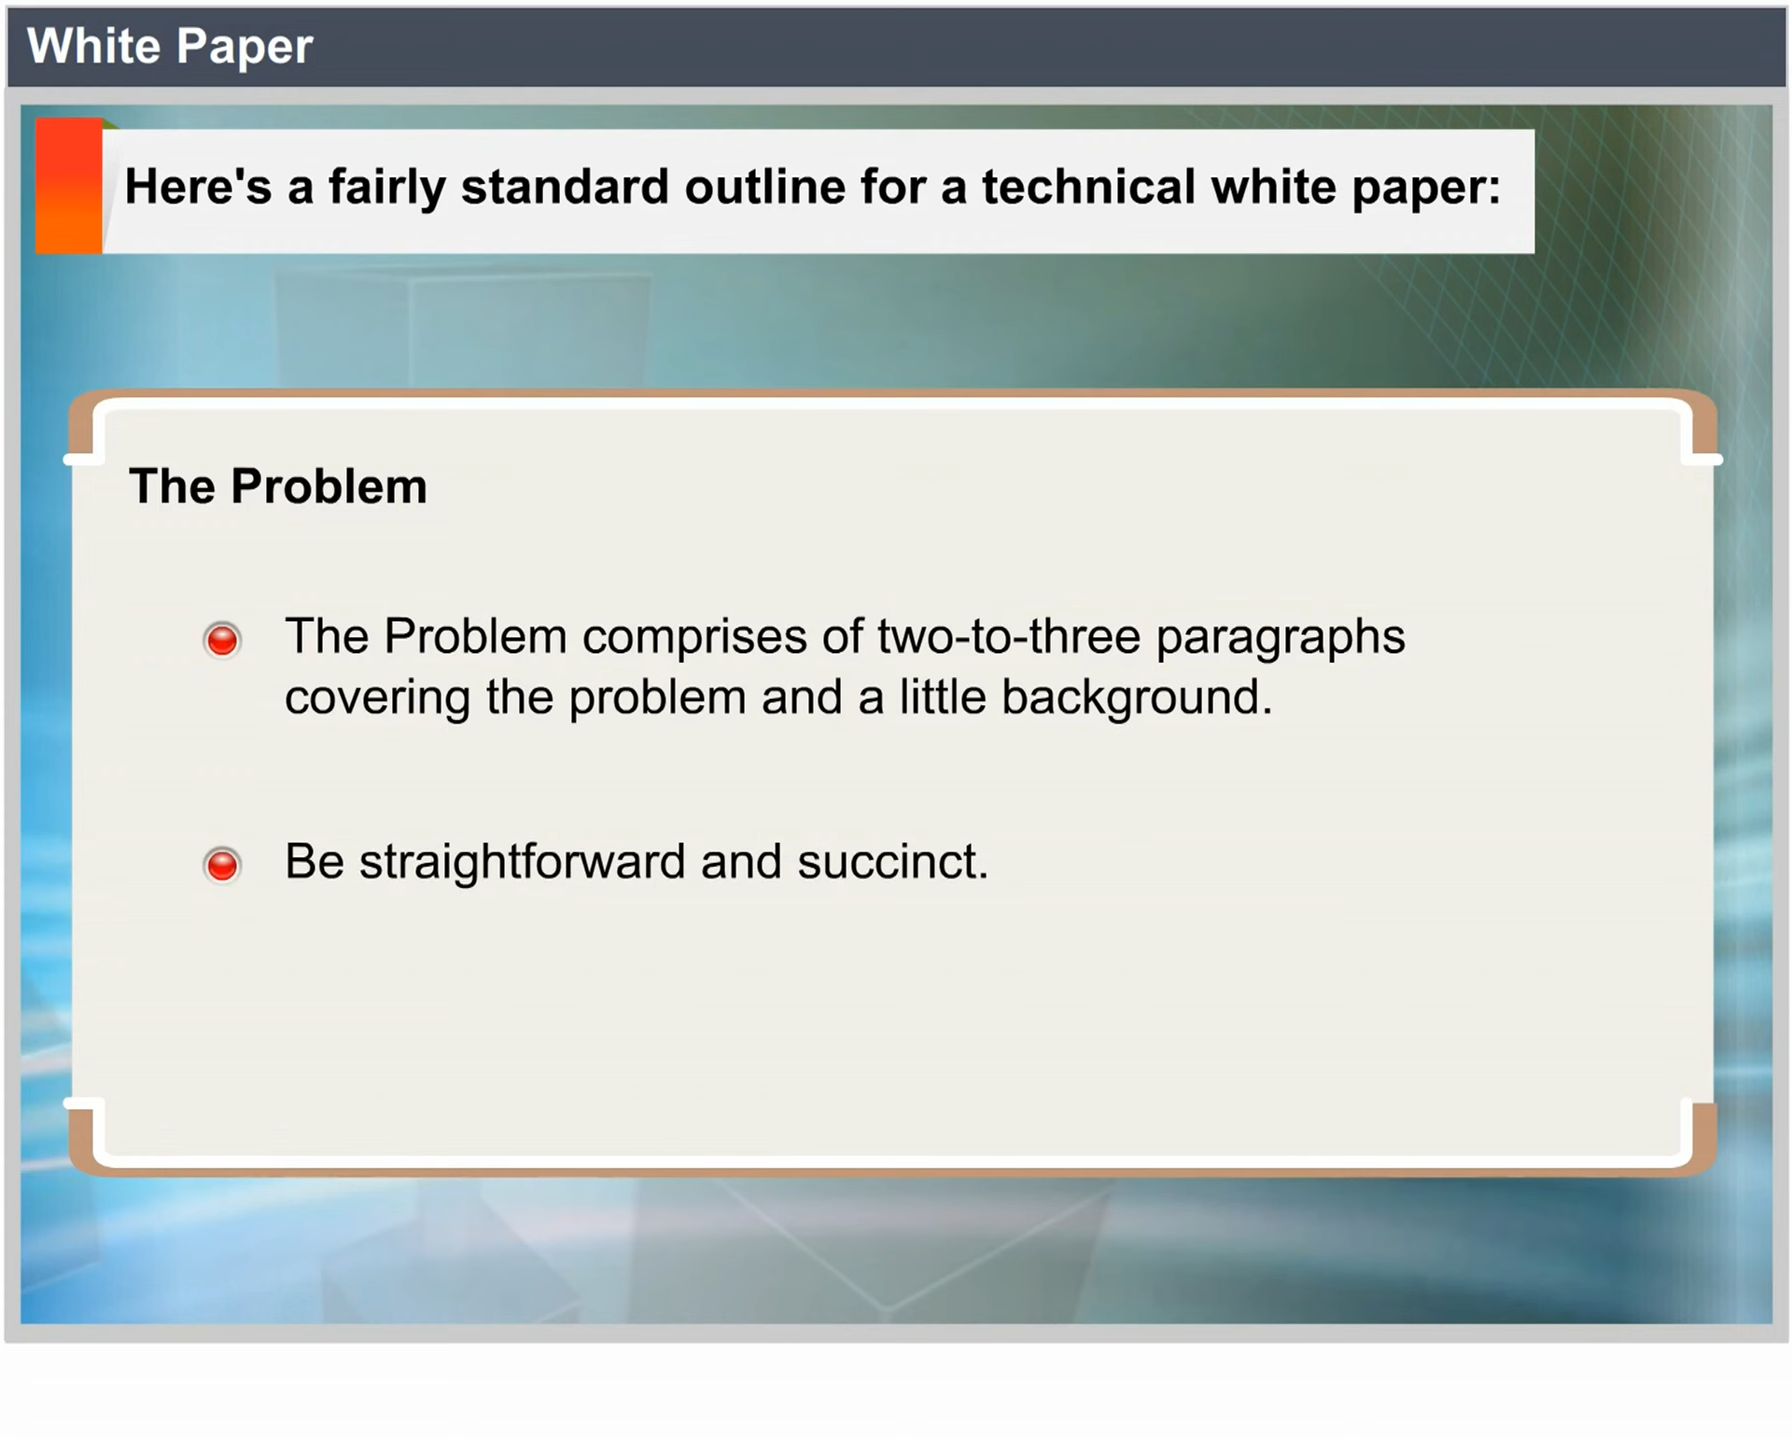 White Paper
Here's a fairly standard outline for a technical white paper:
The Problem
The Problem comprises of two-to-three paragraphs
covering the problem and a little background.
Be straightforward and succinct.